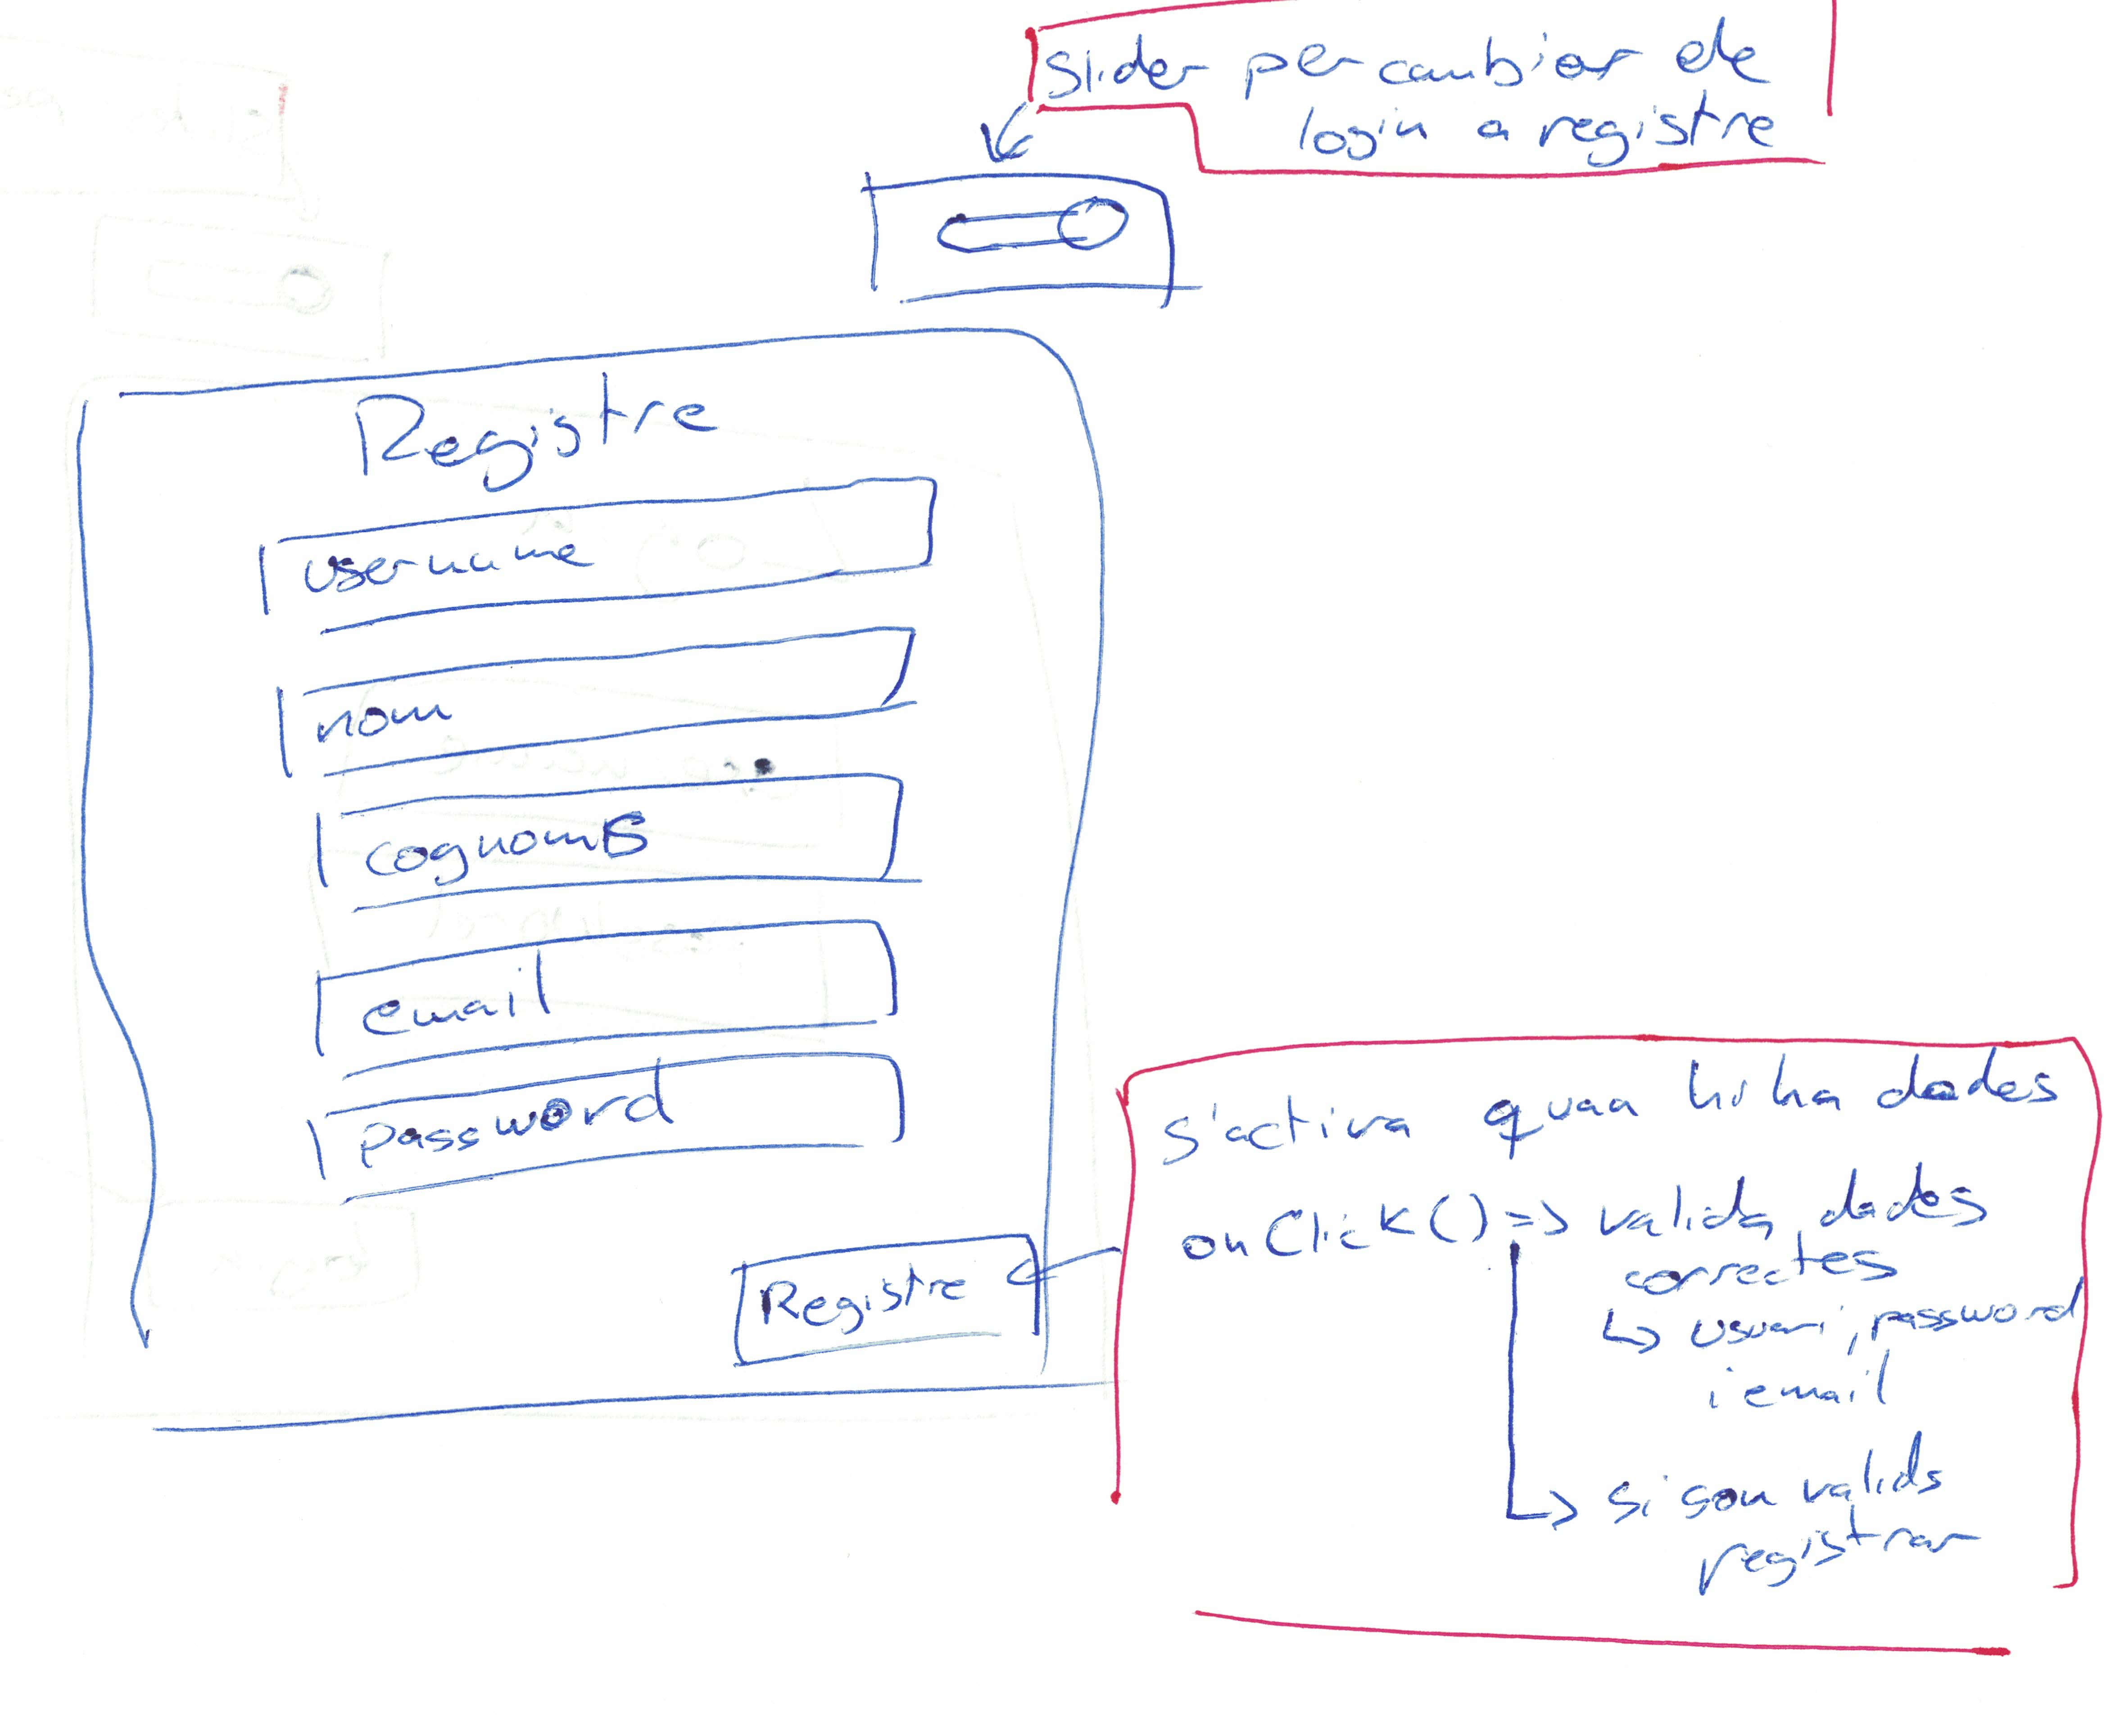 Slider per cambiar de
login a registre
Registre
username
nom
cognoms
email
password
Registre
s'activa quan hi ha dades
onClick() => valida dades
correctes
↳ usuari, password
i email
↳ si son valids
registrar